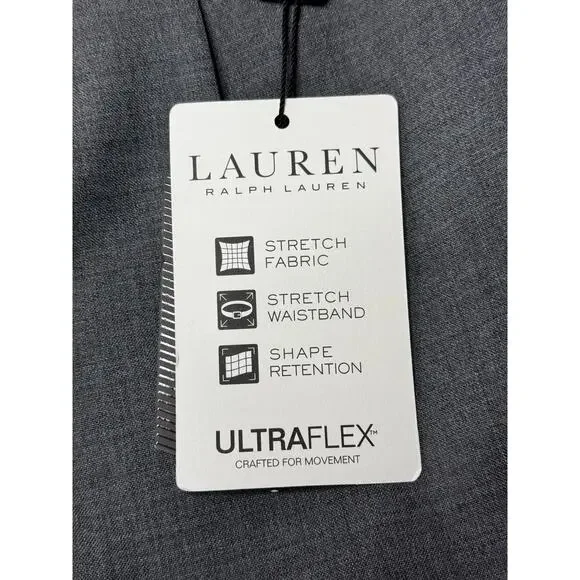 LAUREN
RALPH LAUREN
STRETCH
FABRIC
STRETCH
WAISTBAND
SHAPE
RETENTION
ULTRAFLEX™
CRAFTED FOR MOVEMENT